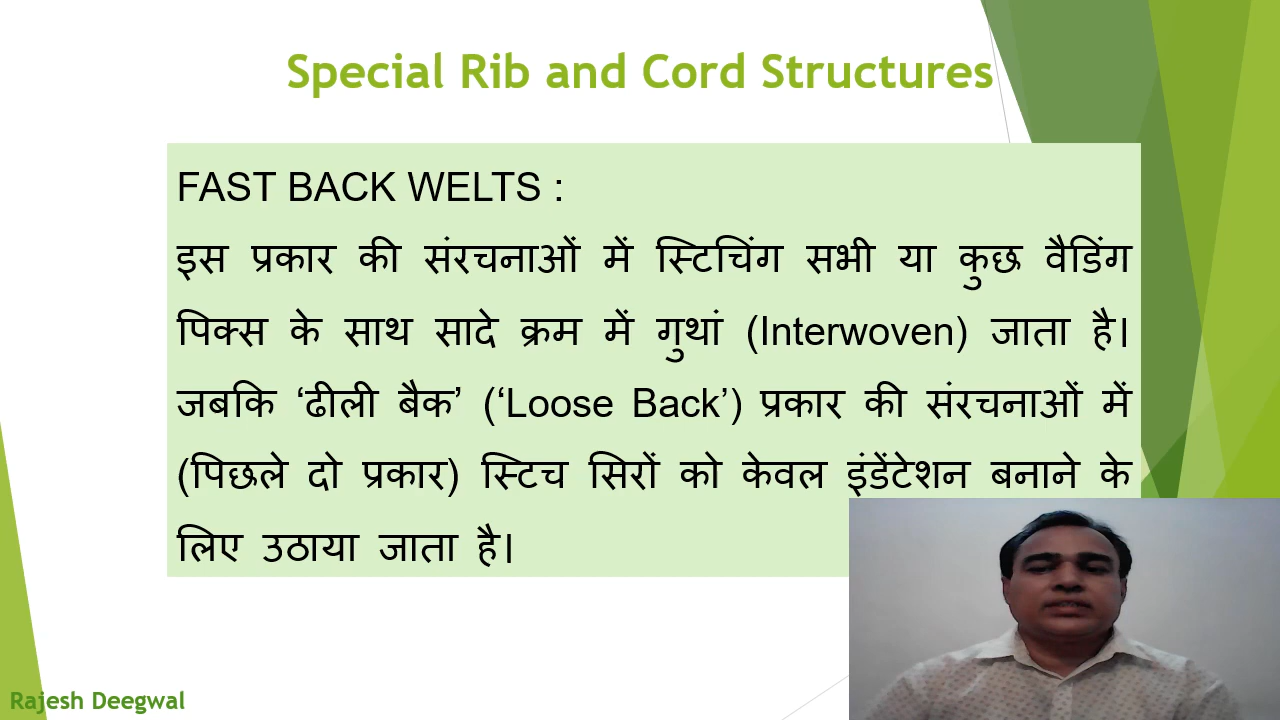 Special Rib and Cord Structures
FAST BACK WELTS :
इस प्रकार की संरचनाओं में स्टिचिंग सभी या कुछ वैडिंग
पिक्स के साथ सादे क्रम में गुथां (Interwoven) जाता है।
जबकि ‘ढीली बैक’ (‘Loose Back’) प्रकार की संरचनाओं में
(पिछले दो प्रकार) स्टिच सिरों को केवल इंडेंटेशन बनाने के
लिए उठाया जाता है।
Rajesh Deegwal